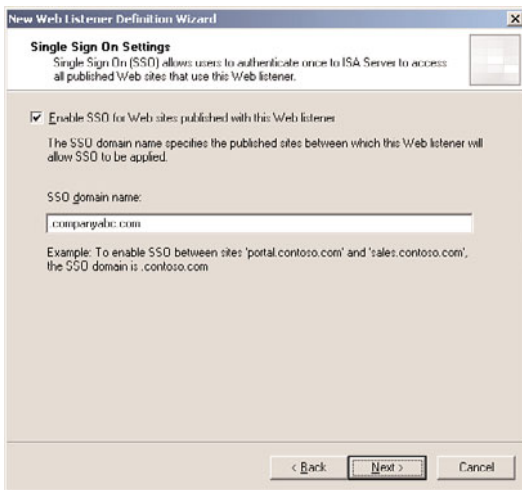 New Web Listener Definition Wizard
Single Sign On Settings
Single Sign On (SSO) allows users to authenticate once to ISA Server to access
all published Web sites that use this Web listener.
Enable SSO for Web sites published with this Web listener
The SSO domain name specifies the published sites between which this Web listener will
allow SSO to be applied.
SSO domain name:
.companyabc.com
Example: To enable SSO between sites 'portal.contoso.com' and 'sales.contoso.com',
the SSO domain is .contoso.com
< Back Next > Cancel